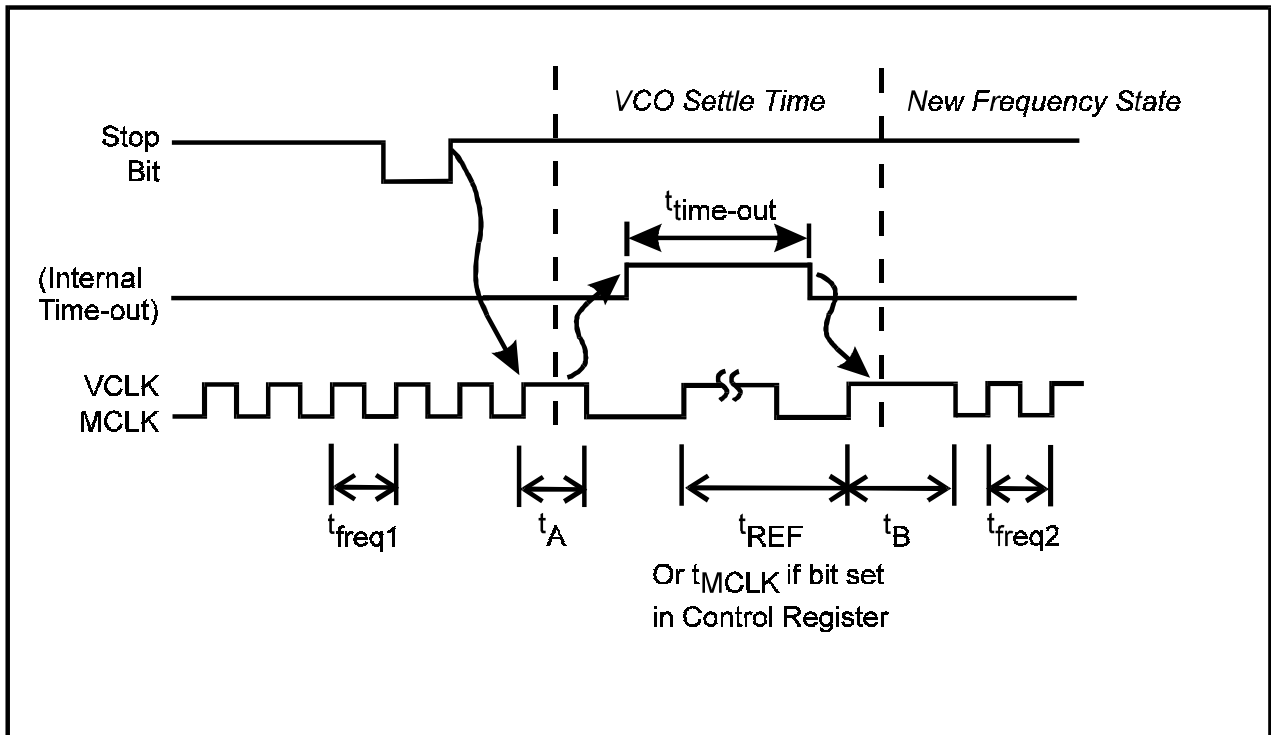 VCO Settle Time
New Frequency State
Stop
Bit
ttime-out
(Internal
Time-out)
VCLK
MCLK
tfreq1
tA
tREF
tB
tfreq2
Or tMCLK if bit set
in Control Register